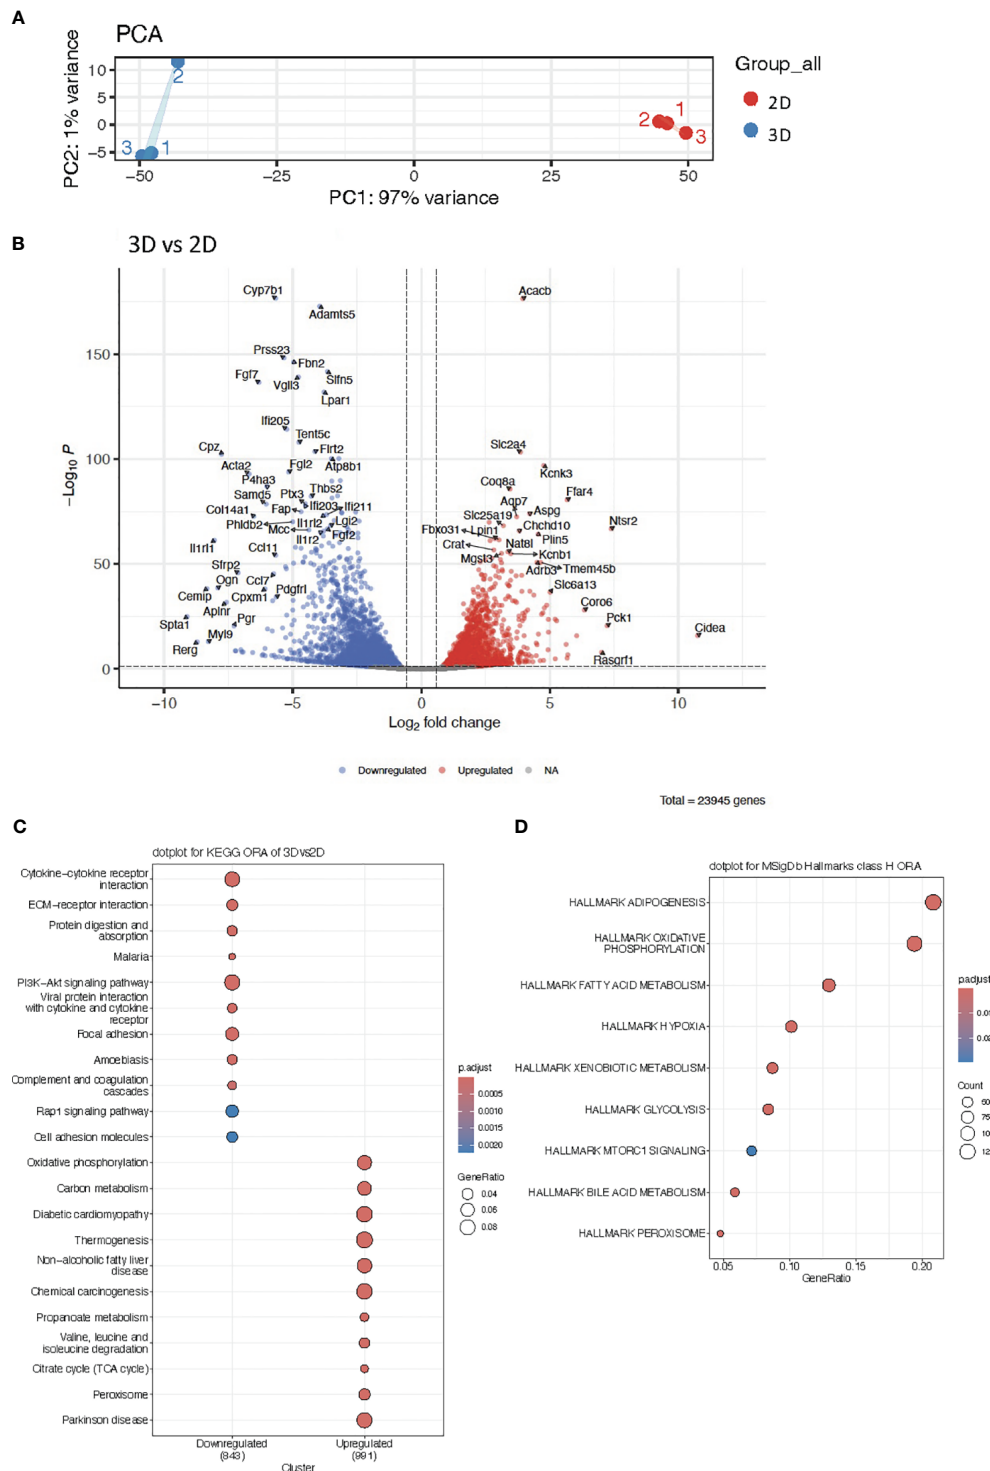 A
PCA
PC2: 1% variance
10
5
0
−5
2
3
1
2
1
3
−50
−25
0
25
50
PC1: 97% variance
Group_all
2D
3D
B
3D vs 2D
−Log10 P
150
100
50
0
Cyp7b1
Adamts5
Acacb
Prss23
Fbn2
Fgf7
Vgll3
Slfn5
Lpar1
Ifi205
Tent5c
Cpz
Flrt2
Slc2a4
Acta2
Fgl2
Atp8b1
Kcnk3
P4ha3
Coq8a
Samd5
Ptx3
Thbs2
Ffar4
Col14a1
Fap
Ifi203
Ifi211
Aqp7
Aspg
Phldb2
Il1rl2
Lgi2
Slc25a19
Chchd10
Ntsr2
Mcc
Il1r2
Fgf2
Fbxo31
Lpin1
Plin5
Il1rl1
Ccl11
Crat
Nat8l
Kcnb1
Mgst3
Adrb3
Tmem45b
Sfrp2
Ogn
Ccl7
Pdgfrl
Slc6a13
Cemip
Cpxm1
Coro6
Aplnr
Pgr
Pck1
Spta1
Myl9
Cidea
Rerg
Rasgrf1
−10
−5
0
5
10
Log2 fold change
Downregulated
Upregulated
NA
Total = 23945 genes
C
dotplot for KEGG ORA of 3Dvs2D
Cytokine−cytokine receptor
interaction
ECM−receptor interaction
Protein digestion and
absorption
Malaria
PI3K−Akt signaling pathway
Viral protein interaction
with cytokine and cytokine
receptor
Focal adhesion
Amoebiasis
Complement and coagulation
cascades
Rap1 signaling pathway
Cell adhesion molecules
Oxidative phosphorylation
Carbon metabolism
Diabetic cardiomyopathy
Thermogenesis
Non−alcoholic fatty liver
disease
Chemical carcinogenesis
Propanoate metabolism
Valine, leucine and
isoleucine degradation
Citrate cycle (TCA cycle)
Peroxisome
Parkinson disease
Downregulated
(843)
Upregulated
(991)
Cluster
p.adjust
0.0005
0.0010
0.0015
0.0020
GeneRatio
0.04
0.06
0.08
D
dotplot for MSigDb Hallmarks class H ORA
HALLMARK ADIPOGENESIS
HALLMARK OXIDATIVE
PHOSPHORYLATION
HALLMARK FATTY ACID METABOLISM
HALLMARK HYPOXIA
HALLMARK XENOBIOTIC METABOLISM
HALLMARK GLYCOLYSIS
HALLMARK MTORC1 SIGNALING
HALLMARK BILE ACID METABOLISM
HALLMARK PEROXISOME
0.05
0.10
0.15
0.20
GeneRatio
p.adjust
0.01
0.02
Count
50
75
10
12